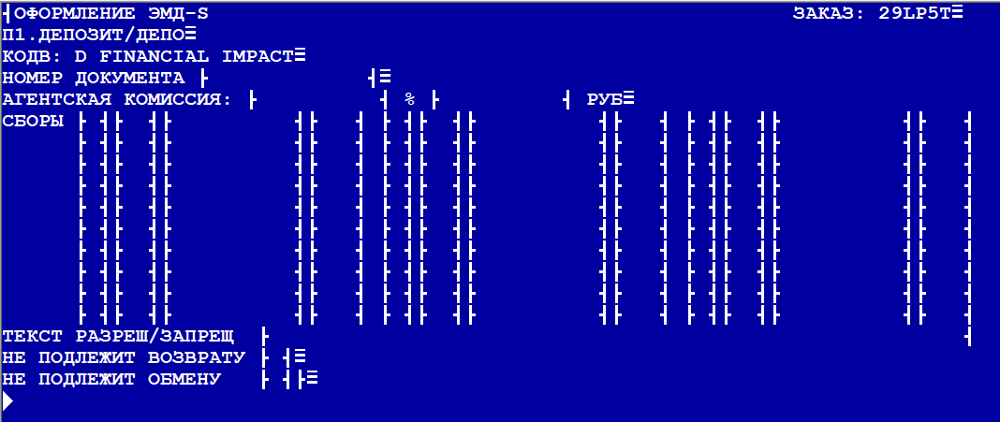 ОФОРМЛЕНИЕ ЭМД-S ЗАКАЗ: 29LP5T
П1.ДЕПОЗИТ/ДЕПО
КОДВ: D FINANCIAL IMPACT
НОМЕР ДОКУМЕНТА
АГЕНТСКАЯ КОМИССИЯ: % РУБ
СБОРЫ
ТЕКСТ РАЗРЕШ/ЗАПРЕЩ
НЕ ПОДЛЕЖИТ ВОЗВРАТУ
НЕ ПОДЛЕЖИТ ОБМЕНУ